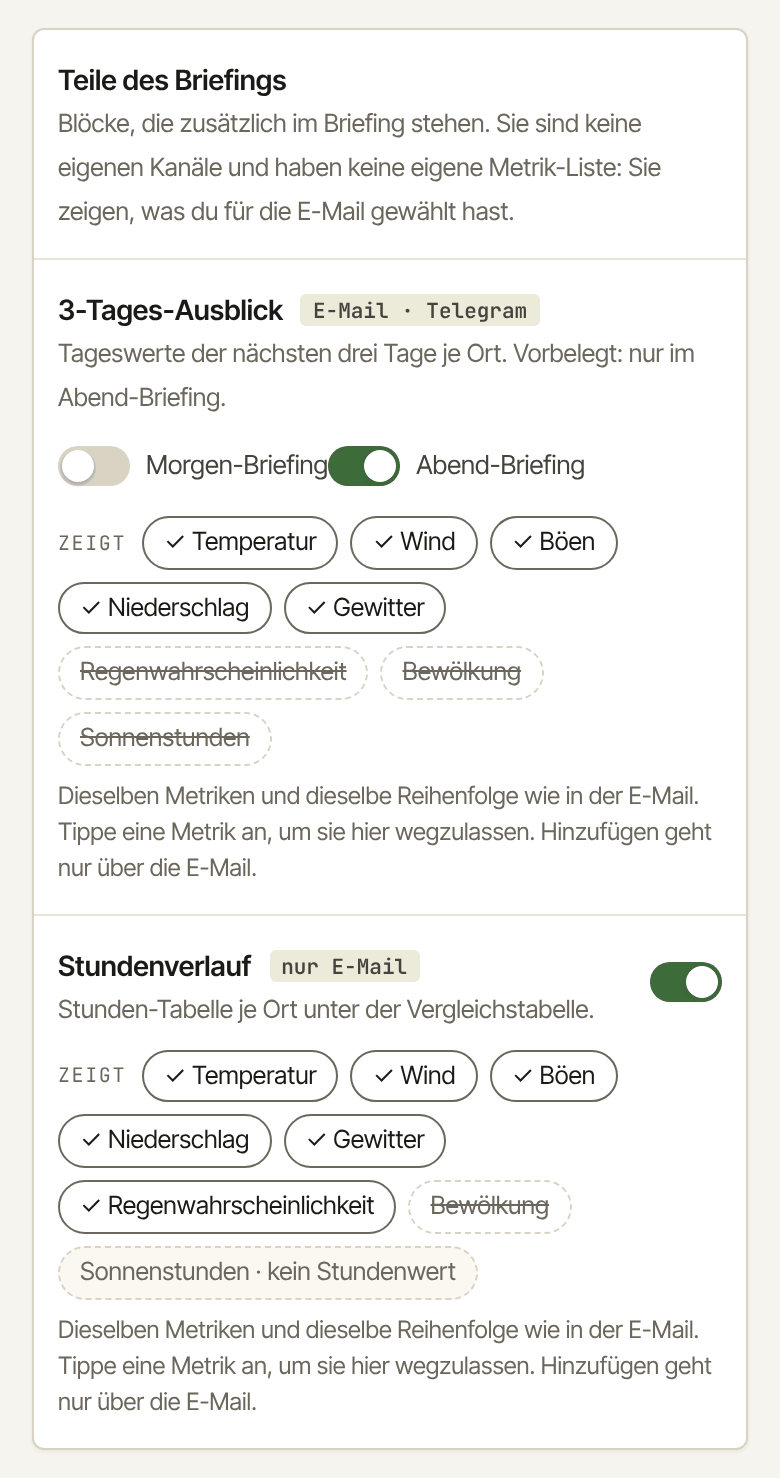 Teile des Briefings
Blöcke, die zusätzlich im Briefing stehen. Sie sind keine
eigenen Kanäle und haben keine eigene Metrik-Liste: Sie
zeigen, was du für die E-Mail gewählt hast.
3-Tages-Ausblick E-Mail · Telegram
Tageswerte der nächsten drei Tage je Ort. Vorbelegt: nur im
Abend-Briefing.
Morgen-Briefing Abend-Briefing
ZEIGT ✓ Temperatur ✓ Wind ✓ Böen
✓ Niederschlag ✓ Gewitter
Regenwahrscheinlichkeit Bewölkung
Sonnenstunden
Dieselben Metriken und dieselbe Reihenfolge wie in der E-Mail.
Tippe eine Metrik an, um sie hier wegzulassen. Hinzufügen geht
nur über die E-Mail.
Stundenverlauf nur E-Mail
Stunden-Tabelle je Ort unter der Vergleichstabelle.
ZEIGT ✓ Temperatur ✓ Wind ✓ Böen
✓ Niederschlag ✓ Gewitter
✓ Regenwahrscheinlichkeit Bewölkung
Sonnenstunden · kein Stundenwert
Dieselben Metriken und dieselbe Reihenfolge wie in der E-Mail.
Tippe eine Metrik an, um sie hier wegzulassen. Hinzufügen geht
nur über die E-Mail.